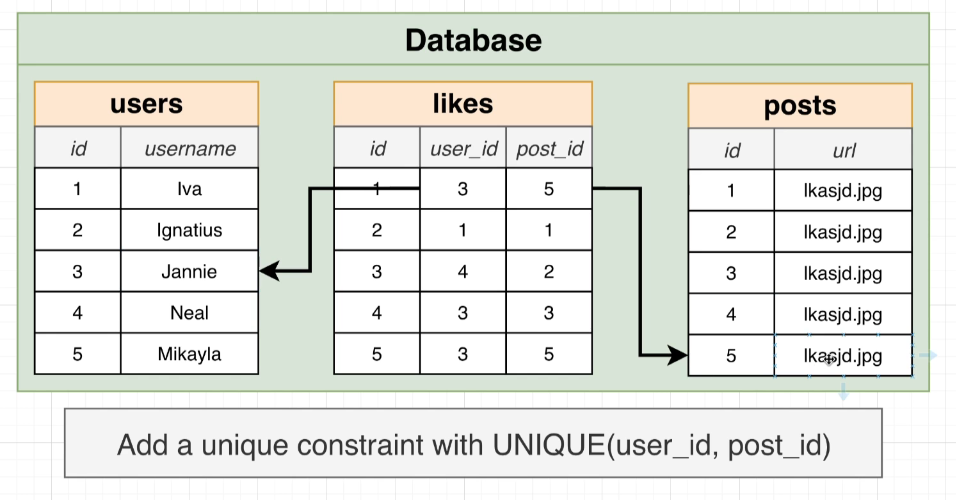 Database
users likes posts
id username id user_id post_id id url
1 Iva 1 3 5 1 lkasjd.jpg
2 Ignatius 2 1 1 2 lkasjd.jpg
3 Jannie 3 4 2 3 lkasjd.jpg
4 Neal 4 3 3 4 lkasjd.jpg
5 Mikayla 5 3 5 5 lkasjd.jpg
Add a unique constraint with UNIQUE(user_id, post_id)